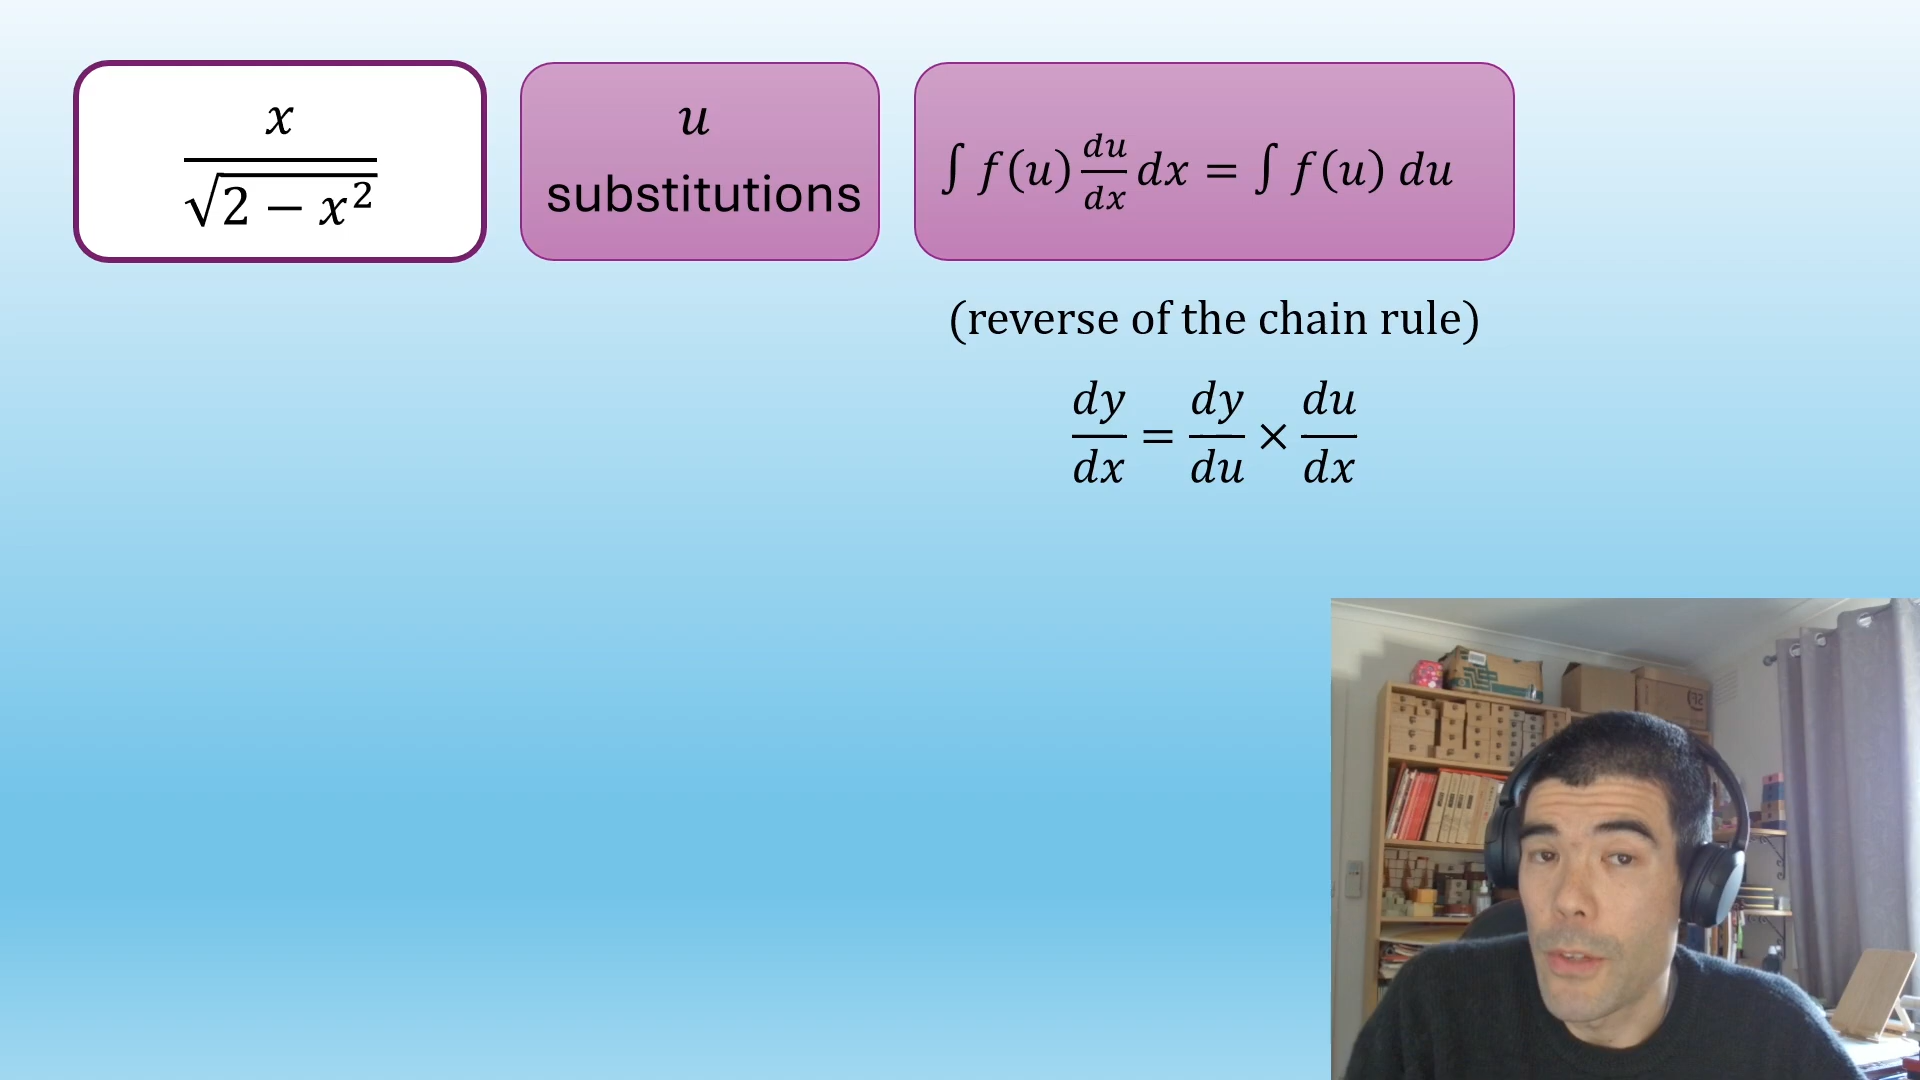 x
√2 − x²
u
substitutions
∫ f(u) du/dx dx = ∫ f(u) du
(reverse of the chain rule)
dy/dx = dy/du × du/dx